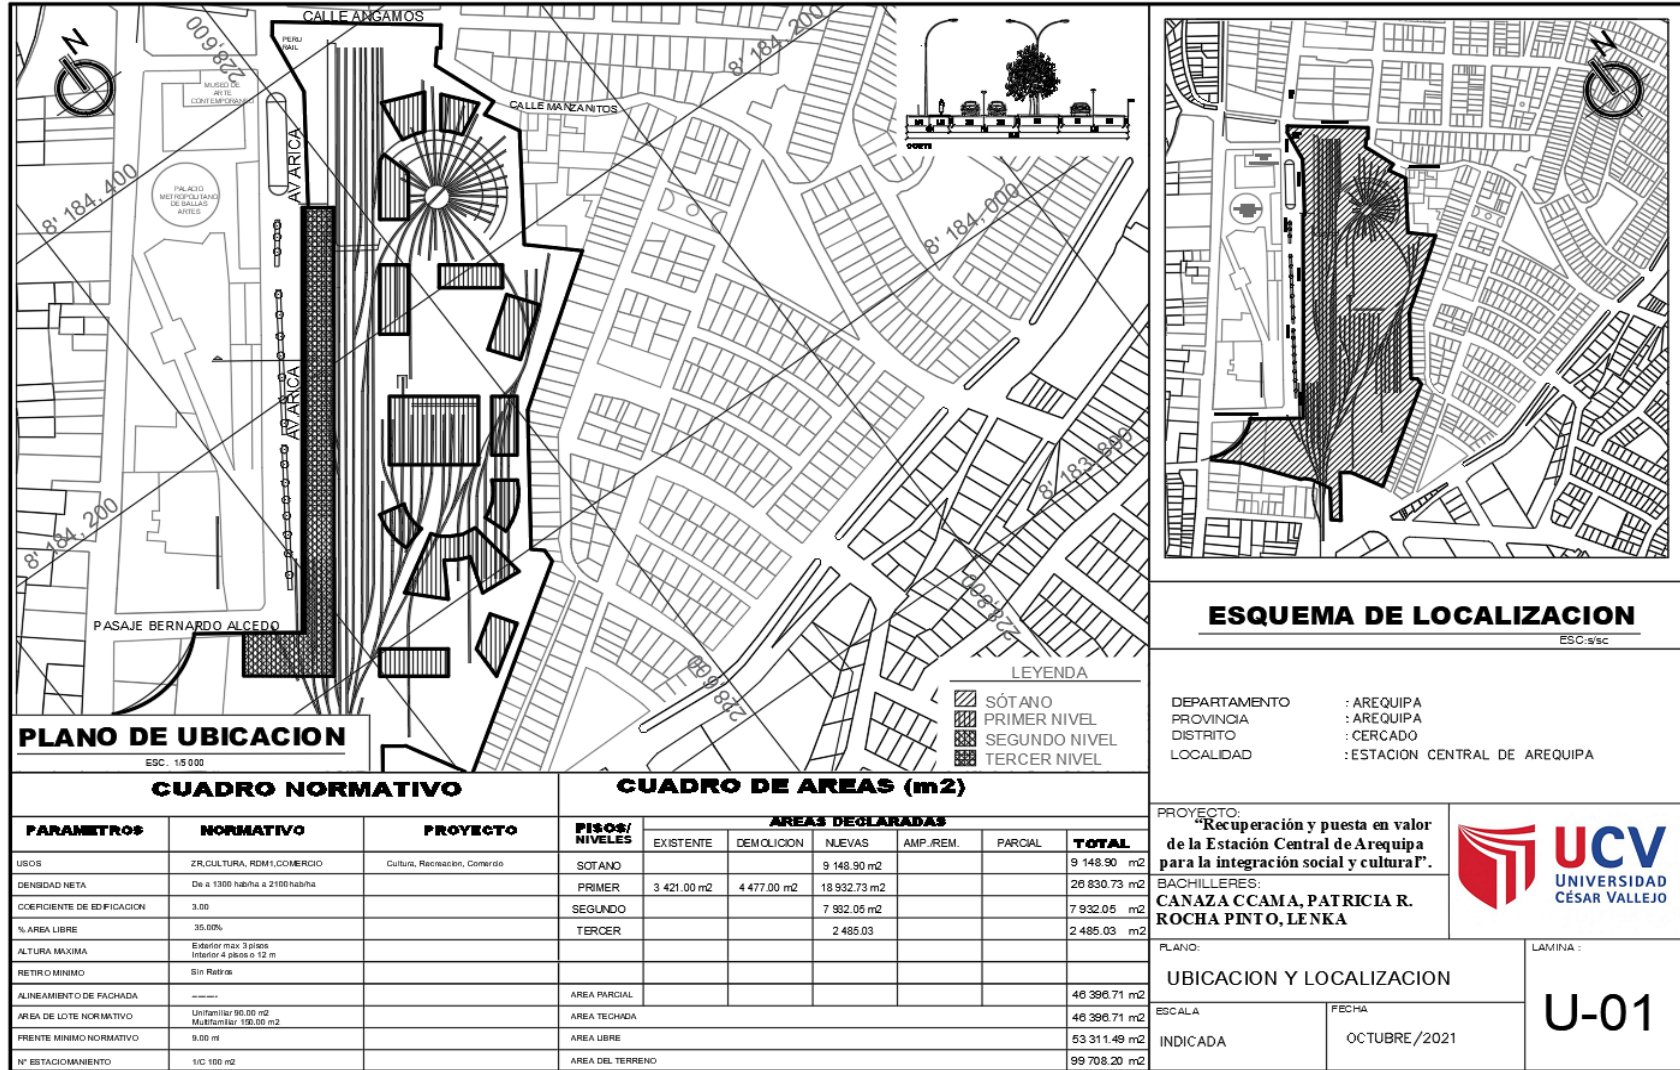 CALLE ANGAMOS
PERU
RAIL
N
228,600
8' 184, 200
MUSEO DE
ARTE
CONTEMPORANEO
CALLE MANZANITOS
CORTE
N
AV ARICA
8' 184, 400
PALACIO
METROPOLITANO
DE BALLAS
ARTES
8' 184, 000
AV ARICA
8' 183, 800
8' 184, 200
228,800
PASAJE BERNARDO ALCEDO
228,600
LEYENDA
SÓTANO
PRIMER NIVEL
SEGUNDO NIVEL
TERCER NIVEL
PLANO DE UBICACION
ESC. 1/5 000
ESQUEMA DE LOCALIZACION
ESC:s/sc
DEPARTAMENTO : AREQUIPA
PROVINCIA : AREQUIPA
DISTRITO : CERCADO
LOCALIDAD : ESTACION CENTRAL DE AREQUIPA
CUADRO NORMATIVO
PARAMETROS NORMATIVO PROYECTO
USOS ZR,CULTURA, RDM1,COMERCIO Cultura, Recreacion, Comercio
DENSIDAD NETA De a 1300 hab/ha a 2100 hab/ha
COEFICIENTE DE EDIFICACION 3.00
% AREA LIBRE 35.00%
ALTURA MAXIMA Exterior max 3 pisos
Interior 4 pisos o 12 m
RETIRO MINIMO Sin Retiros
ALINEAMIENTO DE FACHADA --------
AREA DE LOTE NORMATIVO Unifamiliar 90.00 m2
Multifamiliar 150.00 m2
FRENTE MINIMO NORMATIVO 9.00 ml
N° ESTACIOMANIENTO 1/C 100 m2
CUADRO DE AREAS (m2)
PISOS/
NIVELES
AREAS DECLARADAS
EXISTENTE DEMOLICION NUEVAS AMP./REM. PARCIAL TOTAL
SOTANO 9 148.90 m2 9 148.90 m2
PRIMER 3 421.00 m2 4 477.00 m2 18 932.73 m2 26 830.73 m2
SEGUNDO 7 932.05 m2 7 932.05 m2
TERCER 2 485.03 2 485.03 m2
AREA PARCIAL 46 396.71 m2
AREA TECHADA 46 396.71 m2
AREA LIBRE 53 311.49 m2
AREA DEL TERRENO 99 708.20 m2
PROYECTO:
“Recuperación y puesta en valor
de la Estación Central de Arequipa
para la integración social y cultural”.
BACHILLERES:
CANAZA CCAMA, PATRICIA R.
ROCHA PINTO, LENKA
UCV
UNIVERSIDAD
CÉSAR VALLEJO
PLANO:
UBICACION Y LOCALIZACION
LAMINA :
U-01
ESCALA
INDICADA
FECHA
OCTUBRE/2021